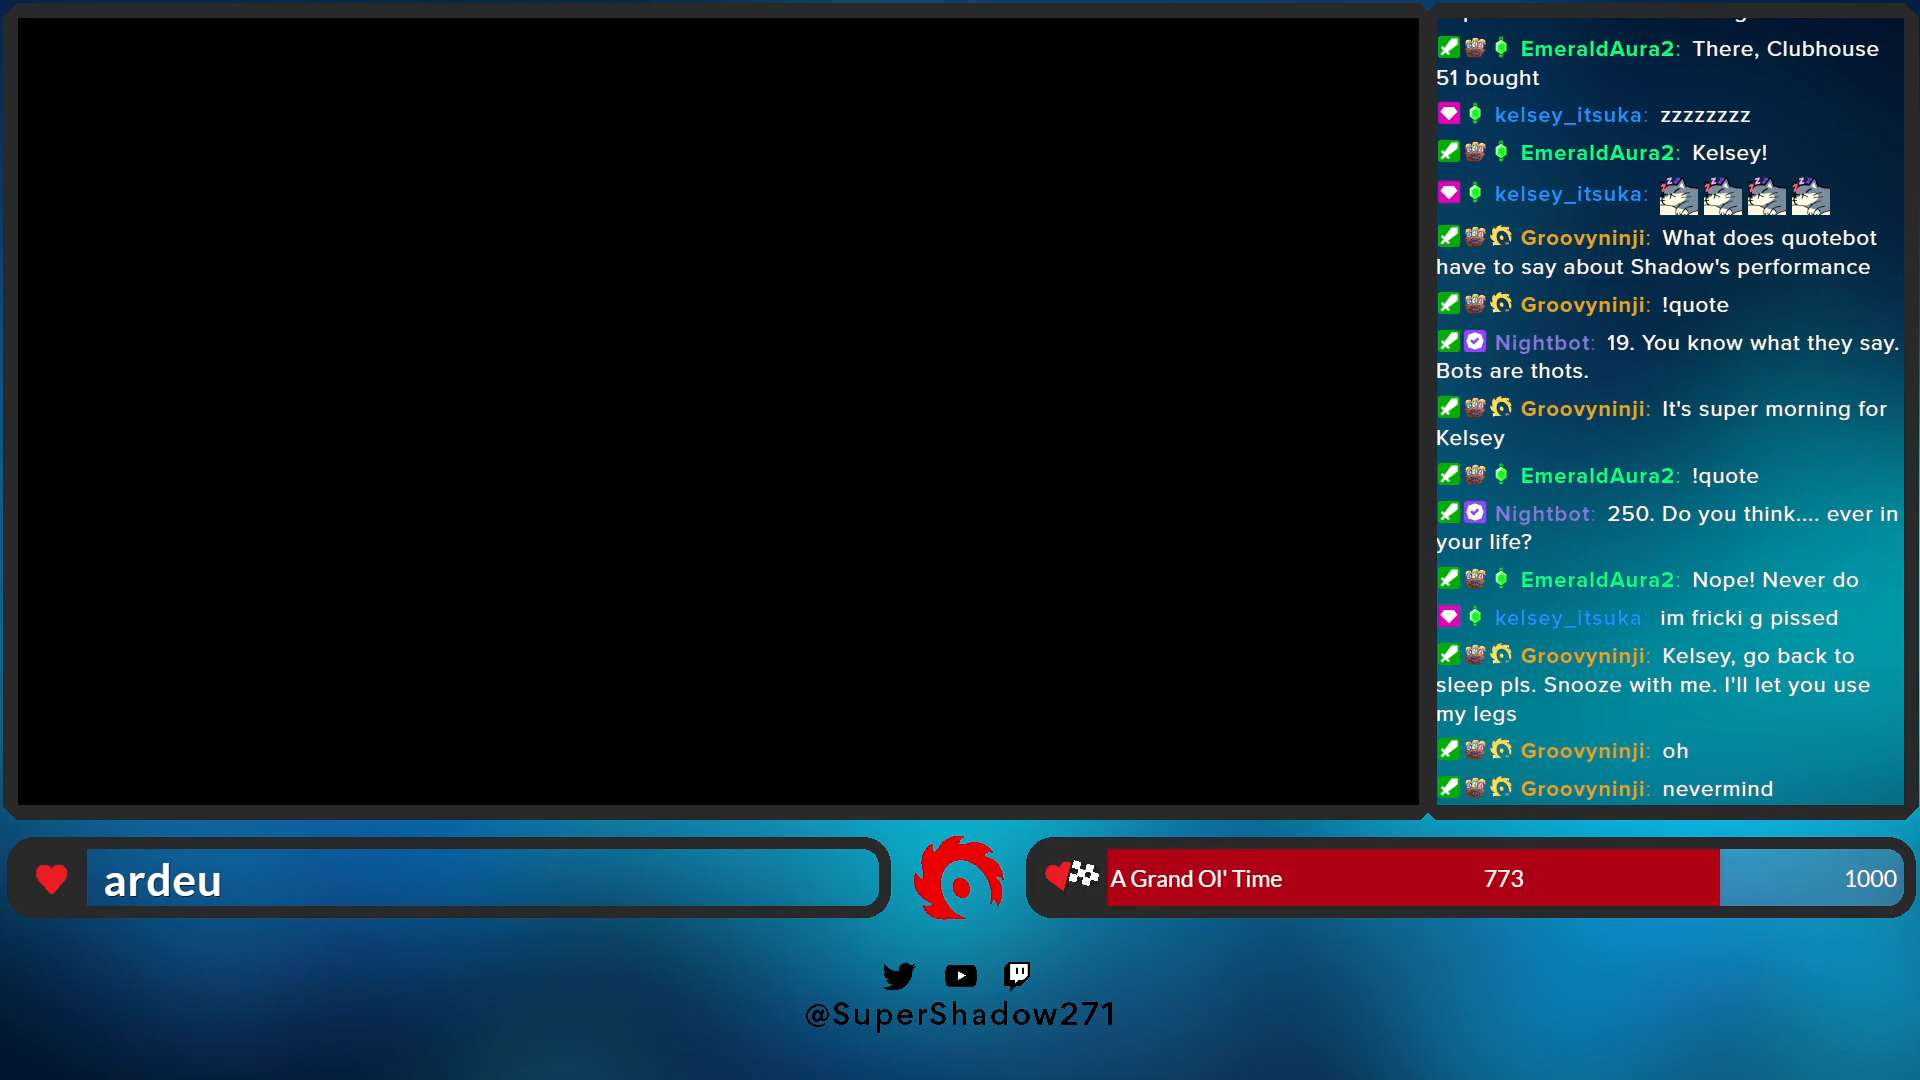 EmeraldAura2: There, Clubhouse
51 bought
kelsey_itsuka: zzzzzzzz
EmeraldAura2: Kelsey!
kelsey_itsuka:
Groovyninji: What does quotebot
have to say about Shadow's performance
Groovyninji: !quote
Nightbot: 19. You know what they say.
Bots are thots.
Groovyninji: It's super morning for
Kelsey
EmeraldAura2: !quote
Nightbot: 250. Do you think.... ever in
your life?
EmeraldAura2: Nope! Never do
kelsey_itsuka: im fricki g pissed
Groovyninji: Kelsey, go back to
sleep pls. Snooze with me. I'll let you use
my legs
Groovyninji: oh
Groovyninji: nevermind
ardeu
A Grand Ol' Time 773 1000
@SuperShadow271